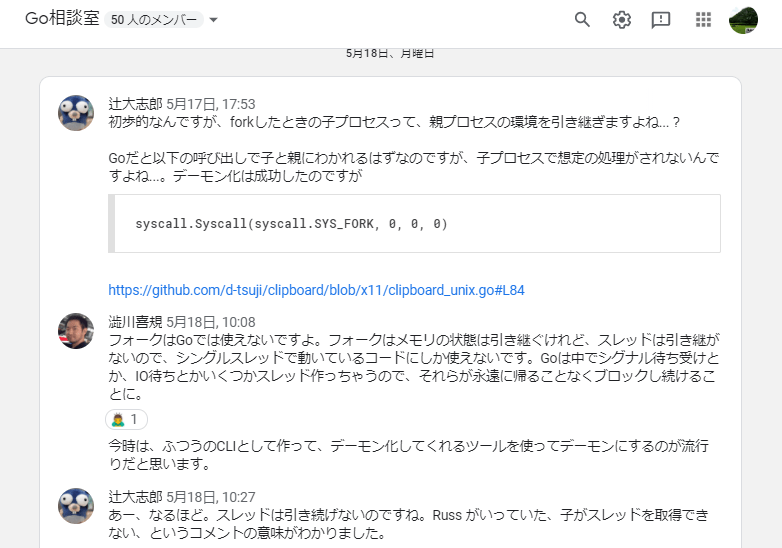 Go相談室 50 人のメンバー
5月18日、月曜日
辻大志郎 5月17日, 17:53
初歩的なんですが、forkしたときの子プロセスって、親プロセスの環境を引き継ぎますよね...？
Goだと以下の呼び出しで子と親にわかれるはずなのですが、子プロセスで想定の処理がされないんで
すよね...。デーモン化は成功したのですが
syscall.Syscall(syscall.SYS_FORK, 0, 0, 0)
https://github.com/d-tsuji/clipboard/blob/x11/clipboard_unix.go#L84
澁川喜規 5月18日, 10:08
フォークはGoでは使えないですよ。フォークはメモリの状態は引き継ぐけれど、スレッドは引き継が
ないので、シングルスレッドで動いているコードにしか使えないです。Goは中でシグナル待ち受けと
か、IO待ちとかいくつかスレッド作っちゃうので、それらが永遠に帰ることなくブロックし続けるこ
とに。
1
今時は、ふつうのCLIとして作って、デーモン化してくれるツールを使ってデーモンにするのが流行
りだと思います。
辻大志郎 5月18日, 10:27
あー、なるほど。スレッドは引き続げないのですね。Russ がいっていた、子がスレッドを取得でき
ない、というコメントの意味がわかりました。